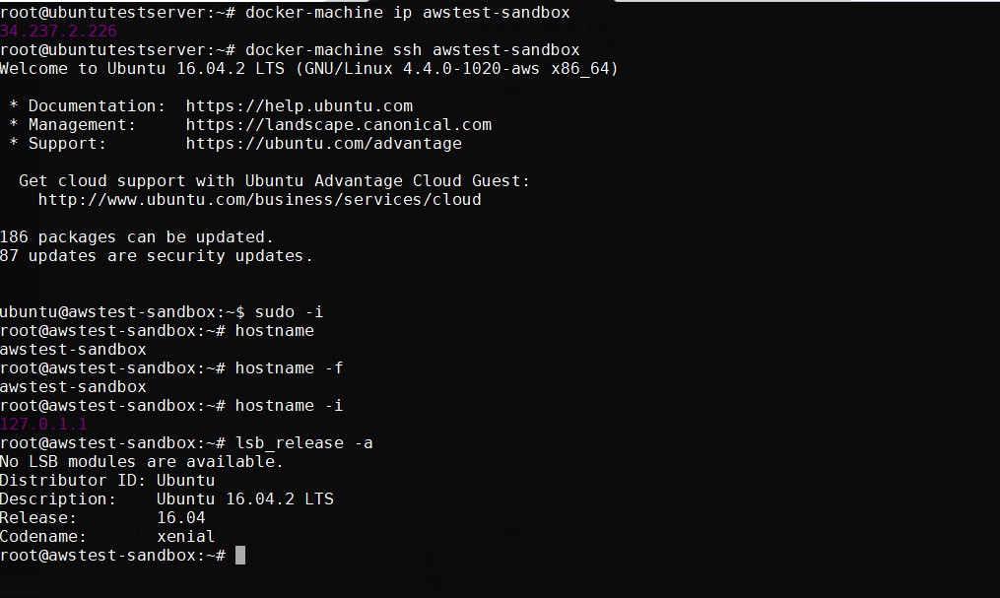 root@ubuntutestserver:~# docker-machine ip awstest-sandbox
34.237.2.226
root@ubuntutestserver:~# docker-machine ssh awstest-sandbox
Welcome to Ubuntu 16.04.2 LTS (GNU/Linux 4.4.0-1020-aws x86_64)
* Documentation:  https://help.ubuntu.com
* Management:     https://landscape.canonical.com
* Support:        https://ubuntu.com/advantage
Get cloud support with Ubuntu Advantage Cloud Guest:
http://www.ubuntu.com/business/services/cloud
186 packages can be updated.
87 updates are security updates.
ubuntu@awstest-sandbox:~$ sudo -i
root@awstest-sandbox:~# hostname
awstest-sandbox
root@awstest-sandbox:~# hostname -f
awstest-sandbox
root@awstest-sandbox:~# hostname -i
127.0.1.1
root@awstest-sandbox:~# lsb_release -a
No LSB modules are available.
Distributor ID: Ubuntu
Description:    Ubuntu 16.04.2 LTS
Release:        16.04
Codename:       xenial
root@awstest-sandbox:~#